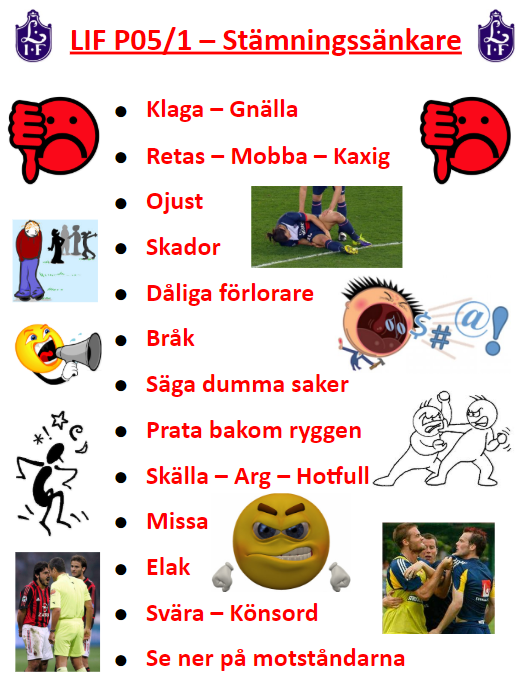 LIF P05/1 – Stämningssänkare
L
I F
L
I F
● Klaga – Gnälla
● Retas – Mobba – Kaxig
● Ojust
● Skador
● Dåliga förlorare
● Bråk
● Säga dumma saker
● Prata bakom ryggen
● Skälla – Arg – Hotfull
● Missa
● Elak
● Svära – Könsord
● Se ner på motståndarna
%$#@!
*!